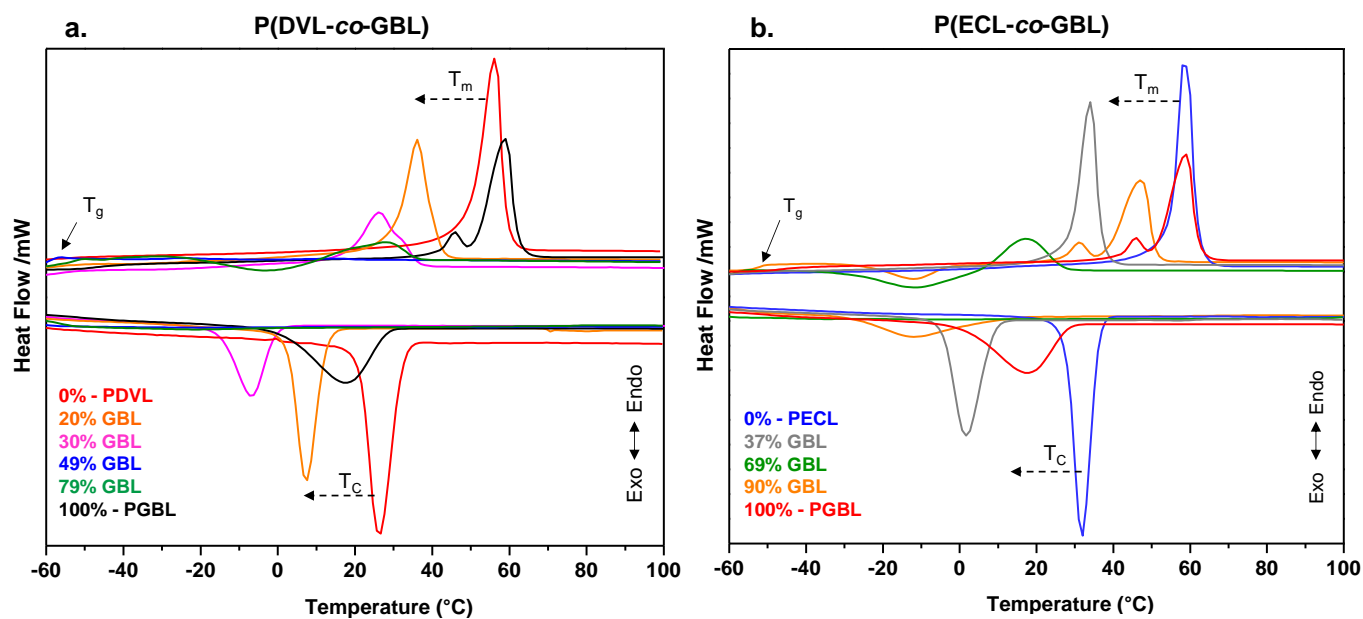 a.
P(DVL-co-GBL)
Tm
Tg
Heat Flow /mW
0% - PDVL
20% GBL
30% GBL
49% GBL
79% GBL
100% - PGBL
TC
Exo ↔ Endo
-60 -40 -20 0 20 40 60 80 100
Temperature (°C)
b.
P(ECL-co-GBL)
Tm
Tg
Heat Flow /mW
0% - PECL
37% GBL
69% GBL
90% GBL
100% - PGBL
TC
Exo ↔ Endo
-60 -40 -20 0 20 40 60 80 100
Temperature (°C)